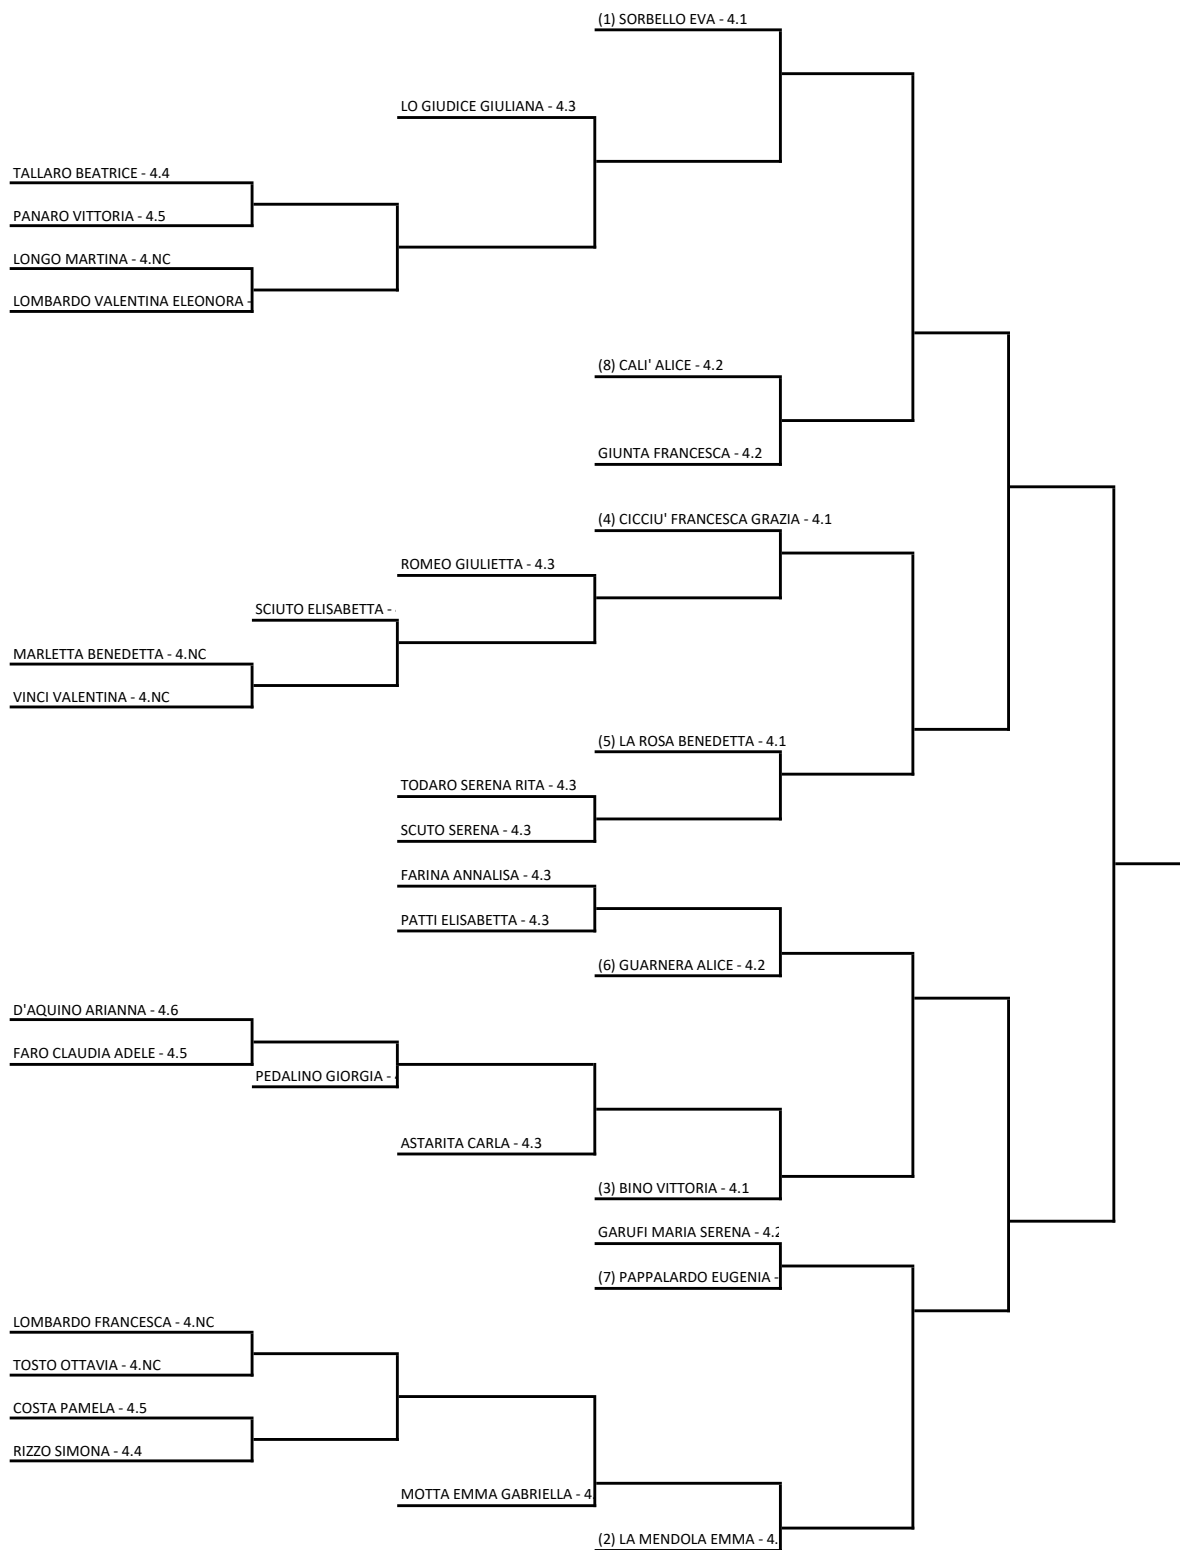 (1) SORBELLO EVA - 4.1
LO GIUDICE GIULIANA - 4.3
TALLARO BEATRICE - 4.4
PANARO VITTORIA - 4.5
LONGO MARTINA - 4.NC
LOMBARDO VALENTINA ELEONORA -
(8) CALI' ALICE - 4.2
GIUNTA FRANCESCA - 4.2
(4) CICCIU' FRANCESCA GRAZIA - 4.1
ROMEO GIULIETTA - 4.3
SCIUTO ELISABETTA -
MARLETTA BENEDETTA - 4.NC
VINCI VALENTINA - 4.NC
(5) LA ROSA BENEDETTA - 4.1
TODARO SERENA RITA - 4.3
SCUTO SERENA - 4.3
FARINA ANNALISA - 4.3
PATTI ELISABETTA - 4.3
(6) GUARNERA ALICE - 4.2
D'AQUINO ARIANNA - 4.6
FARO CLAUDIA ADELE - 4.5
PEDALINO GIORGIA -
ASTARITA CARLA - 4.3
(3) BINO VITTORIA - 4.1
GARUFI MARIA SERENA - 4.2
(7) PAPPALARDO EUGENIA -
LOMBARDO FRANCESCA - 4.NC
TOSTO OTTAVIA - 4.NC
COSTA PAMELA - 4.5
RIZZO SIMONA - 4.4
MOTTA EMMA GABRIELLA - 4
(2) LA MENDOLA EMMA - 4.